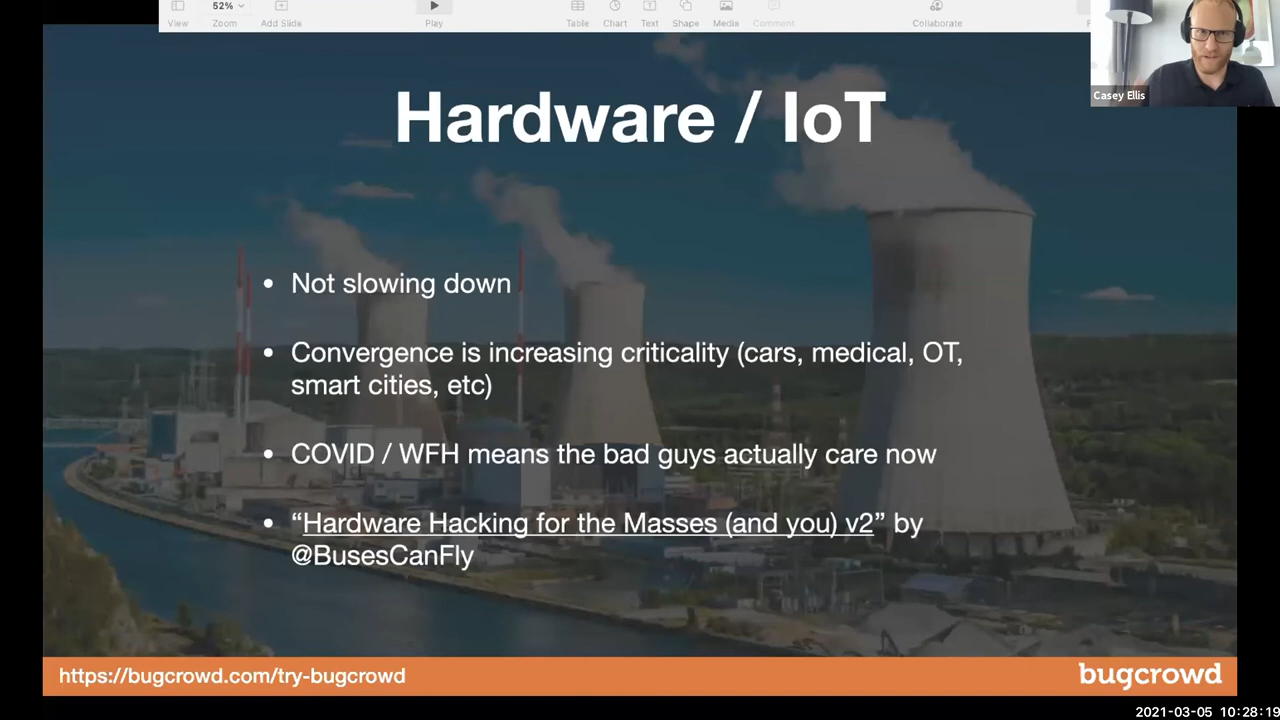 52%
View
Zoom
Add Slide
Play
Table
Chart
Text
Shape
Media
Comment
Collaborate
Casey Ellis
Hardware / IoT
• Not slowing down
• Convergence is increasing criticality (cars, medical, OT,
smart cities, etc)
• COVID / WFH means the bad guys actually care now
• “Hardware Hacking for the Masses (and you) v2” by
@BusesCanFly
https://bugcrowd.com/try-bugcrowd
bugcrowd
2021-03-05 10:28:19